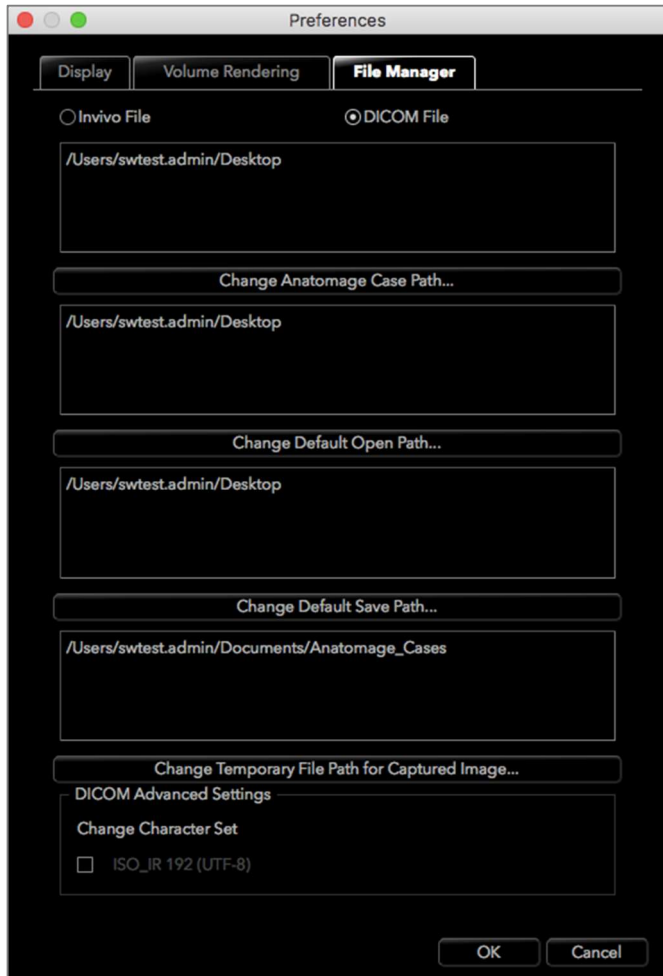 Preferences
Display Volume Rendering File Manager
Invivo File DICOM File
/Users/swtest.admin/Desktop
Change Anatomage Case Path...
/Users/swtest.admin/Desktop
Change Default Open Path...
/Users/swtest.admin/Desktop
Change Default Save Path...
/Users/swtest.admin/Documents/Anatomage_Cases
Change Temporary File Path for Captured Image...
DICOM Advanced Settings
Change Character Set
ISO_IR 192 (UTF-8)
OK Cancel